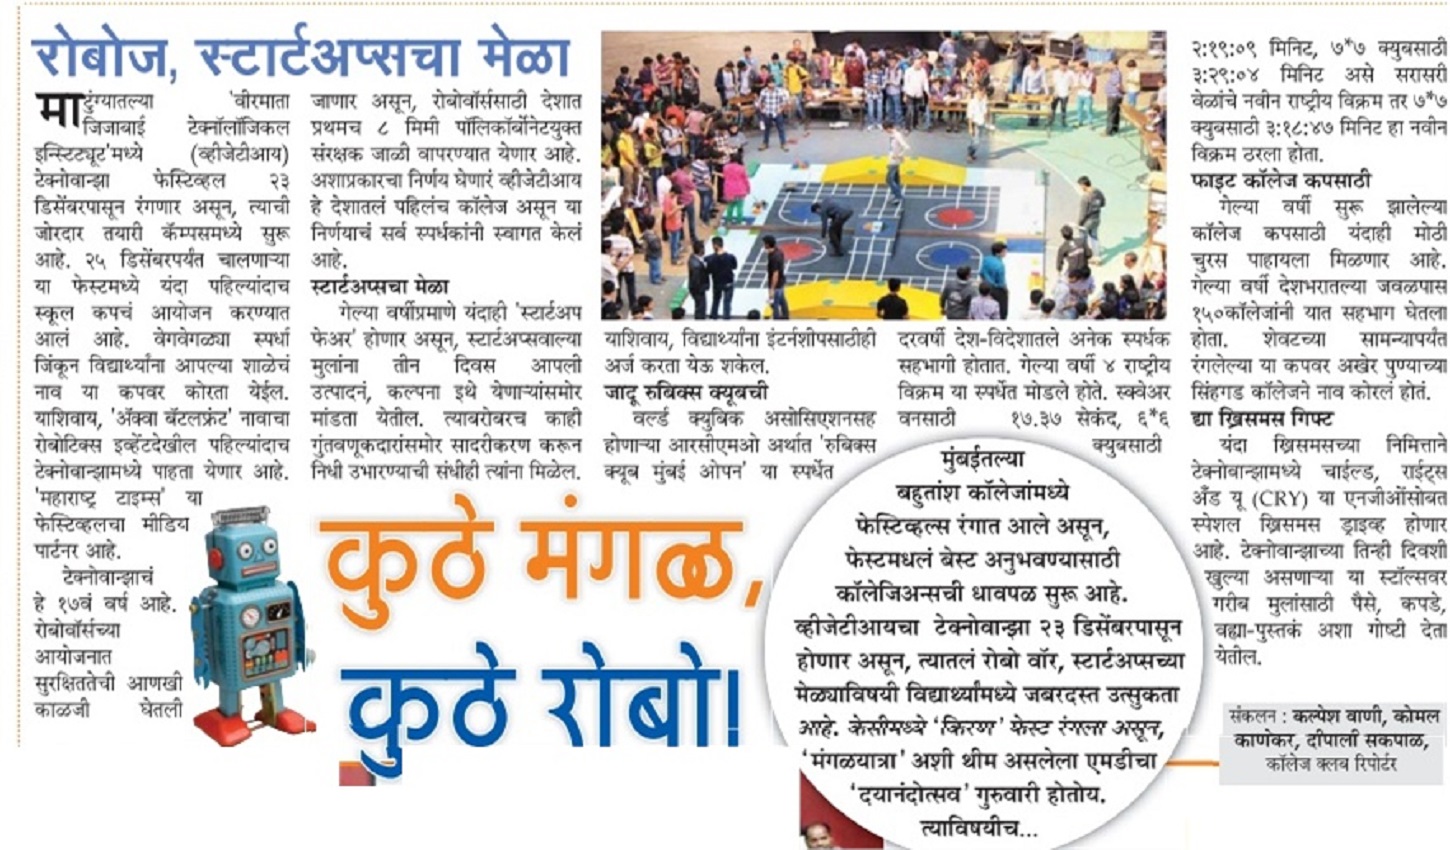 रोबोज, स्टार्टअप्सचा मेळा
माटुंग्यातल्या 'वीरमाता
जिजाबाई टेक्नॉलॉजिकल
इन्स्टिट्यूट'मध्ये (व्हीजेटीआय)
टेक्नोवान्झा फेस्टिव्हल २३
डिसेंबरपासून रंगणार असून, त्याची
जोरदार तयारी कॅम्पसमध्ये सुरू
आहे. २५ डिसेंबरपर्यंत चालणाऱ्या
या फेस्टमध्ये यंदा पहिल्यांदाच
स्कूल कपचं आयोजन करण्यात
आलं आहे. वेगवेगळ्या स्पर्धा
जिंकून विद्यार्थ्यांना आपल्या शाळेचं
नाव या कपवर कोरता येईल.
याशिवाय, 'अ‍ॅक्वा बॅटलफ्रंट' नावाचा
रोबोटिक्स इव्हेंटदेखील पहिल्यांदाच
टेक्नोवान्झामध्ये पाहता येणार आहे.
'महाराष्ट्र टाइम्स' या
फेस्टिव्हलचा मीडिया
पार्टनर आहे.
टेक्नोवान्झाचं
हे १७वं वर्ष आहे.
रोबोवॉर्सच्या
आयोजनात
सुरक्षिततेची आणखी
काळजी घेतली
जाणार असून, रोबोवॉर्ससाठी देशात
प्रथमच ८ मिमी पॉलिकार्बोनेटयुक्त
संरक्षक जाळी वापरण्यात येणार आहे.
अशाप्रकारचा निर्णय घेणारं व्हीजेटीआय
हे देशातलं पहिलंच कॉलेज असून या
निर्णयाचं सर्व स्पर्धकांनी स्वागत केलं
आहे.
स्टार्टअप्सचा मेळा
गेल्या वर्षीप्रमाणे यंदाही 'स्टार्टअप
फेअर' होणार असून, स्टार्टअप्सवाल्या
मुलांना तीन दिवस आपली
उत्पादनं, कल्पना इथे येणाऱ्यांसमोर
मांडता येतील. त्याबरोबरच काही
गुंतवणूकदारांसमोर सादरीकरण करून
निधी उभारण्याची संधीही त्यांना मिळेल.
याशिवाय, विद्यार्थ्यांना इंटर्नशीपसाठीही
अर्ज करता येऊ शकेल.
जादू रुबिक्स क्यूबची
वर्ल्ड क्युबिक असोसिएशनसह
होणाऱ्या आरसीएमओ अर्थात 'रुबिक्स
क्यूब मुंबई ओपन' या स्पर्धेत
दरवर्षी देश-विदेशातले अनेक स्पर्धक
सहभागी होतात. गेल्या वर्षी ४ राष्ट्रीय
विक्रम या स्पर्धेत मोडले होते. स्क्वेअर
वनसाठी १७.३७ सेकंद, ६*६
क्युबसाठी
२:१९:०९ मिनिट, ७*७ क्युबसाठी
३:२९:०४ मिनिट असे सरासरी
वेळांचे नवीन राष्ट्रीय विक्रम तर ७*७
क्युबसाठी ३:१८:४७ मिनिट हा नवीन
विक्रम ठरला होता.
फाइट कॉलेज कपसाठी
गेल्या वर्षी सुरू झालेल्या
कॉलेज कपसाठी यंदाही मोठी
चुरस पाहायला मिळणार आहे.
गेल्या वर्षी देशभरातल्या जवळपास
१५०कॉलेजांनी यात सहभाग घेतला
होता. शेवटच्या सामन्यापर्यंत
रंगलेल्या या कपवर अखेर पुण्याच्या
सिंहगड कॉलेजने नाव कोरलं होतं.
द्या ख्रिसमस गिफ्ट
यंदा ख्रिसमसच्या निमित्ताने
टेक्नोवान्झामध्ये चाईल्ड, राईट्स
अँड यू (CRY) या एनजीओंसोबत
स्पेशल ख्रिसमस ड्राइव्ह होणार
आहे. टेक्नोवान्झाच्या तिन्ही दिवशी
खुल्या असणाऱ्या या स्टॉल्सवर
गरीब मुलांसाठी पैसे, कपडे,
वह्या-पुस्तकं अशा गोष्टी देता
येतील.
कुठे मंगळ,
कुठे रोबो!
मुंबईतल्या
बहुतांश कॉलेजांमध्ये
फेस्टिव्हल्स रंगात आले असून,
फेस्टमधलं बेस्ट अनुभवण्यासाठी
कॉलेजिअन्सची धावपळ सुरू आहे.
व्हीजेटीआयचा टेक्नोवान्झा २३ डिसेंबरपासून
होणार असून, त्यातलं रोबो वॉर, स्टार्टअप्सच्या
मेळ्याविषयी विद्यार्थ्यांमध्ये जबरदस्त उत्सुकता
आहे. केसीमध्ये 'किरण' फेस्ट रंगला असून,
'मंगळयात्रा' अशी थीम असलेला एमडीचा
'दयानंदोत्सव' गुरुवारी होतोय.
त्याविषयीच...
संकलन : कल्पेश वाणी, कोमल
काणेकर, दीपाली सकपाळ,
कॉलेज क्लब रिपोर्टर